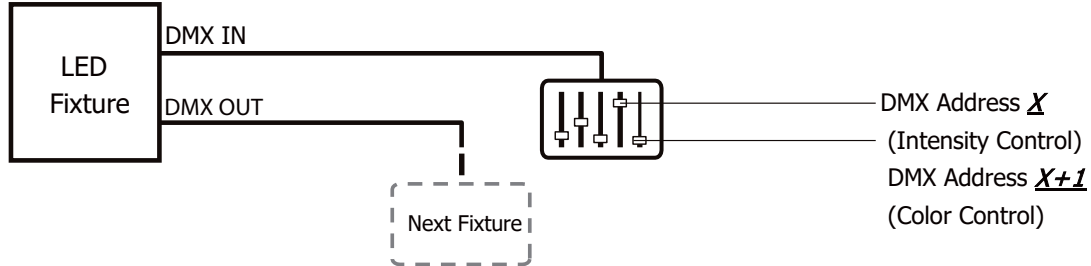 DMX IN
LED
Fixture
DMX OUT
DMX Address X
(Intensity Control)
DMX Address X+1
(Color Control)
Next Fixture